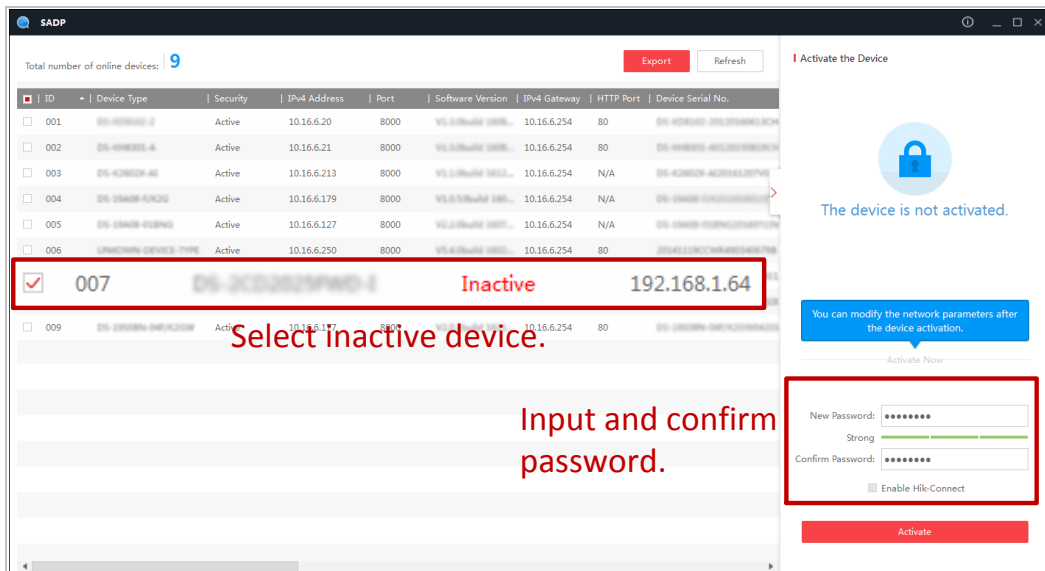 SADP
Total number of online devices: 9
Export
Refresh
ID Device Type Security IPv4 Address Port Software Version IPv4 Gateway HTTP Port Device Serial No.
001 Active 10.16.6.20 8000 10.16.6.254 80
002 Active 10.16.6.21 8000 10.16.6.254 80
003 Active 10.16.6.213 8000 10.16.6.254 N/A
004 Active 10.16.6.179 8000 10.16.6.254 N/A
005 Active 10.16.6.127 8000 10.16.6.254 N/A
006 Active 10.16.6.250 8000 10.16.6.254 80
007 Inactive 192.168.1.64
009 Active 8000 10.16.6.254 80
Select inactive device.
Input and confirm
password.
Activate the Device
The device is not activated.
You can modify the network parameters after
the device activation.
Activate Now
New Password: ●●●●●●●●
Strong
Confirm Password: ●●●●●●●●
Enable Hik-Connect
Activate